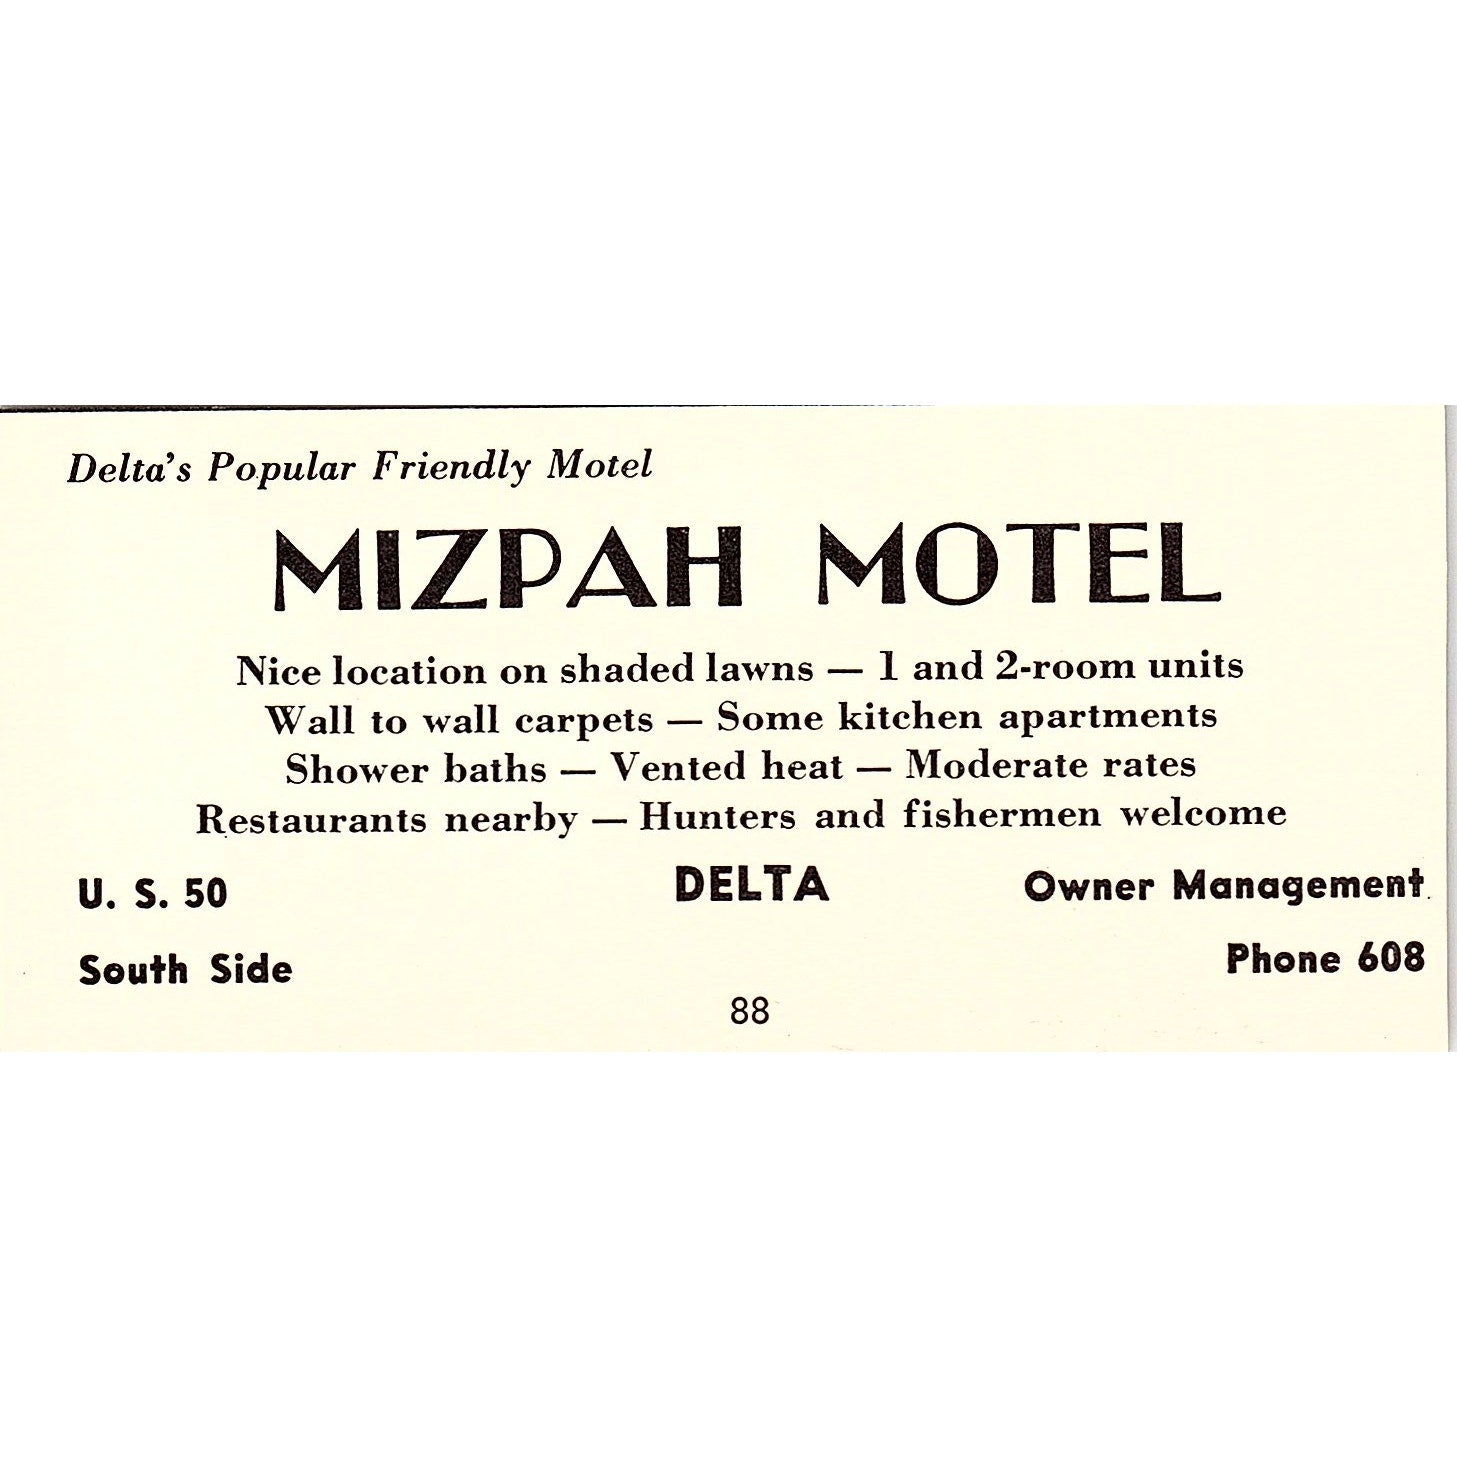 Delta's Popular Friendly Motel
MIZPAH MOTEL
Nice location on shaded lawns — 1 and 2-room units
Wall to wall carpets — Some kitchen apartments
Shower baths — Vented heat — Moderate rates
Restaurants nearby — Hunters and fishermen welcome
U. S. 50 DELTA Owner Management
South Side Phone 608
88